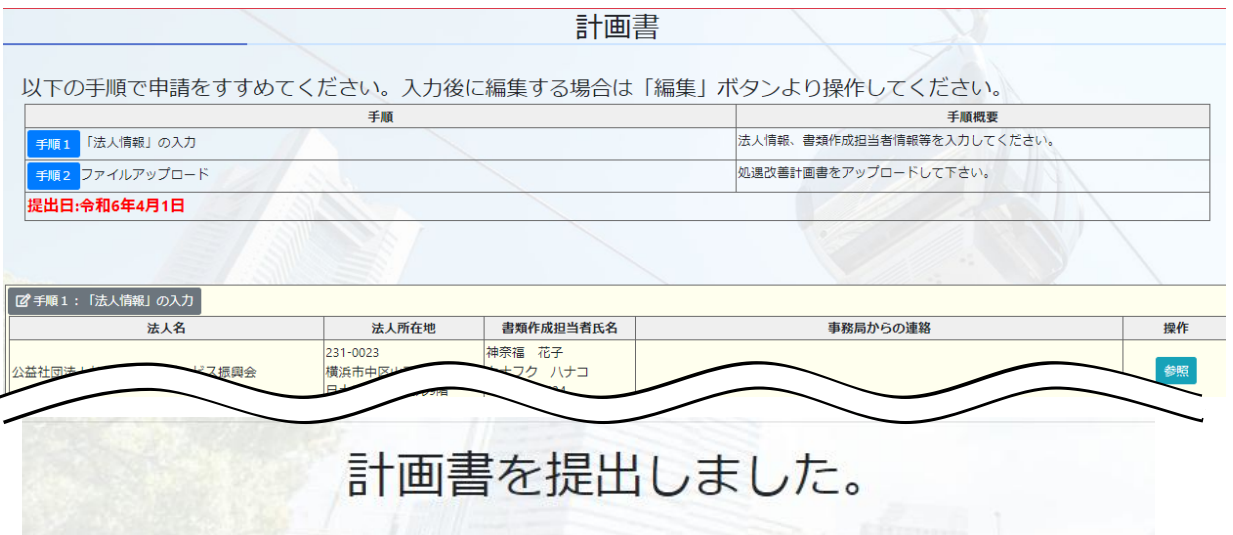 計画書
以下の手順で申請をすすめてください。入力後に編集する場合は「編集」ボタンより操作してください。
手順 手順概要
手順1 「法人情報」の入力 法人情報、書類作成担当者情報等を入力してください。
手順2 ファイルアップロード 処遇改善計画書をアップロードして下さい。
提出日:令和6年4月1日
手順1:「法人情報」の入力
法人名 法人所在地 書類作成担当者氏名 事務局からの連絡 操作
231-0023 神奈福 花子
公益社団法 ビス振興会 横浜市中区 ナフク ハナコ 参照
計画書を提出しました。